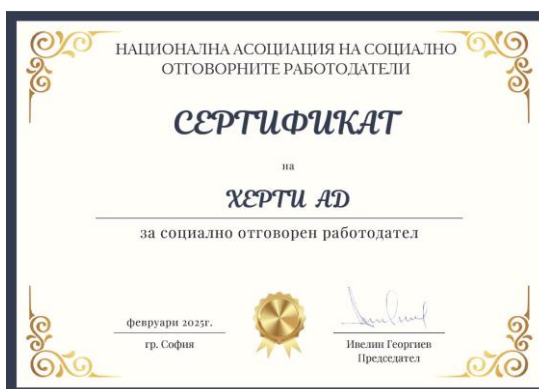 НАЦИОНАЛНА АСОЦИАЦИЯ НА СОЦИАЛНО
ОТГОВОРНИТЕ РАБОТОДАТЕЛИ
СЕРТИФИКАТ
на
ХЕРТИ АД
за социално отговорен работодател
февруари 2025г.
гр. София
Ивелин Георгиев
Председател